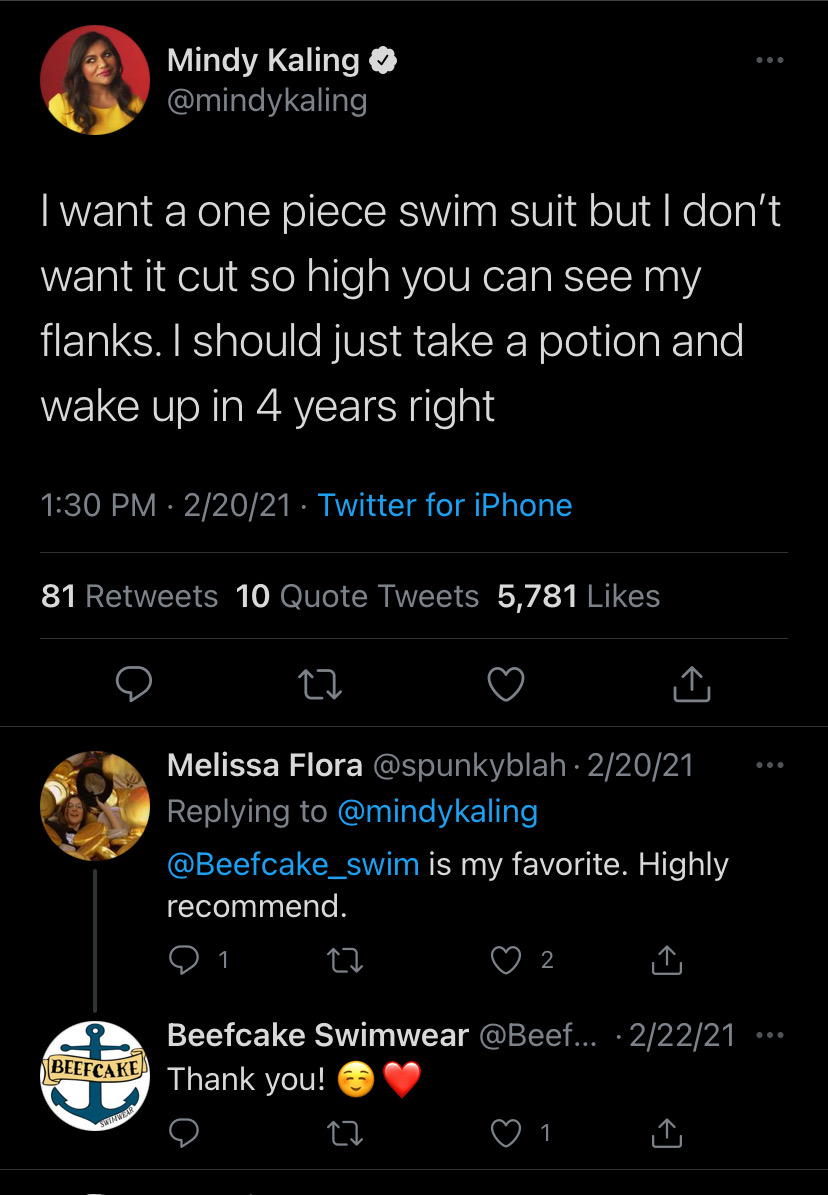 Mindy Kaling
@mindykaling
I want a one piece swim suit but I don’t
want it cut so high you can see my
flanks. I should just take a potion and
wake up in 4 years right
1:30 PM · 2/20/21 · Twitter for iPhone
81 Retweets 10 Quote Tweets 5,781 Likes
Melissa Flora @spunkyblah · 2/20/21
Replying to @mindykaling
@Beefcake_swim is my favorite. Highly
recommend.
1 2
Beefcake Swimwear @Beef... · 2/22/21
BEEFCAKE
SWIMWEAR
Thank you! ☺️❤️
1